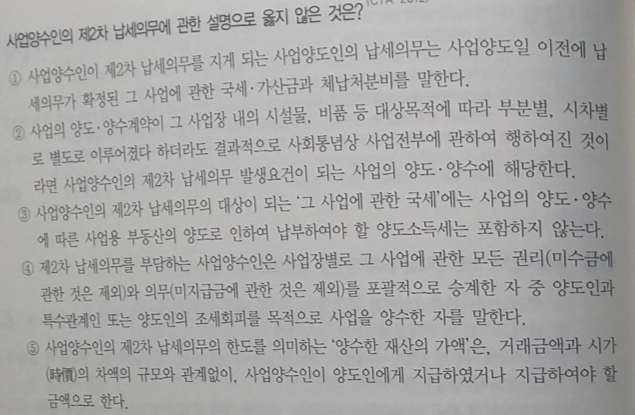 사업양수인의 제2차 납세의무에 관한 설명으로 옳지 않은 것은? (CTA 2012)
① 사업양수인이 제2차 납세의무를 지게 되는 사업양도인의 납세의무는 사업양도일 이전에 납
세의무가 확정된 그 사업에 관한 국세·가산금과 체납처분비를 말한다.
② 사업의 양도·양수계약이 그 사업장 내의 시설물, 비품 등 대상목적에 따라 부분별, 시차별
로 별도로 이루어졌다 하더라도 결과적으로 사회통념상 사업전부에 관하여 행하여진 것이
라면 사업양수인의 제2차 납세의무 발생요건이 되는 사업의 양도·양수에 해당한다.
③ 사업양수인의 제2차 납세의무의 대상이 되는 '그 사업에 관한 국세'에는 사업의 양도·양수
에 따른 사업용 부동산의 양도로 인하여 납부하여야 할 양도소득세는 포함하지 않는다.
④ 제2차 납세의무를 부담하는 사업양수인은 사업장별로 그 사업에 관한 모든 권리(미수금에
관한 것은 제외)와 의무(미지급금에 관한 것은 제외)를 포괄적으로 승계한 자 중 양도인과
특수관계인 또는 양도인의 조세회피를 목적으로 사업을 양수한 자를 말한다.
⑤ 사업양수인의 제2차 납세의무의 한도를 의미하는 '양수한 재산의 가액'은, 거래금액과 시가
(時價)의 차액의 규모와 관계없이, 사업양수인이 양도인에게 지급하였거나 지급하여야 할
금액으로 한다.